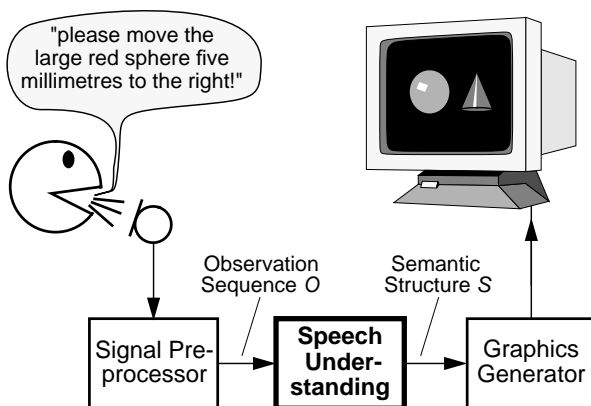 "please move the
large red sphere five
millimetres to the right!"
Observation
Sequence O
Semantic
Structure S
Signal Pre-
processor
Speech
Under-
standing
Graphics
Generator